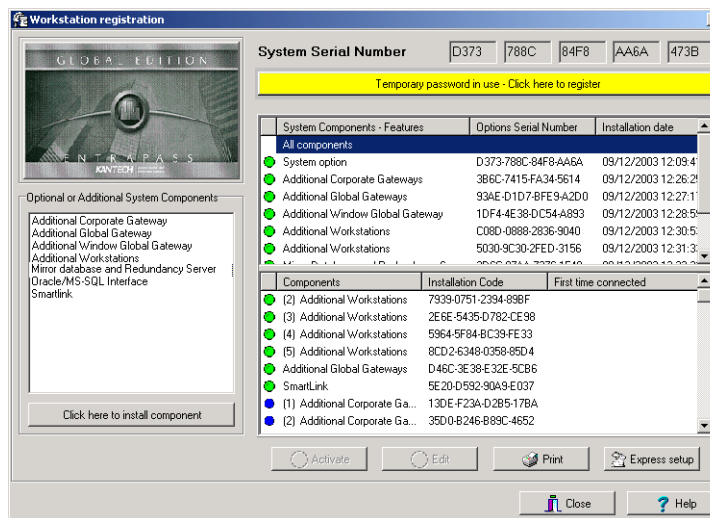 Workstation registration
GLOBAL EDITION
ENTRAPASS
KANTECH
System Serial Number D373 788C 84F8 AA6A 473B
Temporary password in use - Click here to register
System Components - Features Options Serial Number Installation date
All components
System option D373-788C-84F8-AA6A 09/12/2003 12:09:4
Additional Corporate Gateways 3B6C-7415-FA34-5614 09/12/2003 12:26:2
Additional Global Gateways 93AE-D1D7-BFE9-A2D0 09/12/2003 12:27:1
Additional Window Global Gateway 1DF4-4E38-DC54-A893 09/12/2003 12:28:5
Additional Workstations C08D-0888-2836-9040 09/12/2003 12:30:5
Additional Workstations 5030-9C30-2FED-3156 09/12/2003 12:31:3
Optional or Additional System Components
Additional Corporate Gateway
Additional Global Gateway
Additional Window Global Gateway
Additional Workstations
Mirror database and Redundancy Server
Oracle/MS-SQL Interface
Smartlink
Click here to install component
Components Installation Code First time connected
(2) Additional Workstations 7939-0751-2394-89BF
(3) Additional Workstations 2E6E-5435-D782-CE98
(4) Additional Workstations 5964-5F84-BC39-FE33
(5) Additional Workstations 8CD2-6348-0358-85D4
Additional Global Gateways D46C-3E38-E32E-5CB6
SmartLink 5E20-D592-90A9-E037
(1) Additional Corporate Ga... 13DE-F23A-D2B5-17BA
(2) Additional Corporate Ga... 35D0-B246-B89C-4652
Activate Edit Print Express setup
Close Help